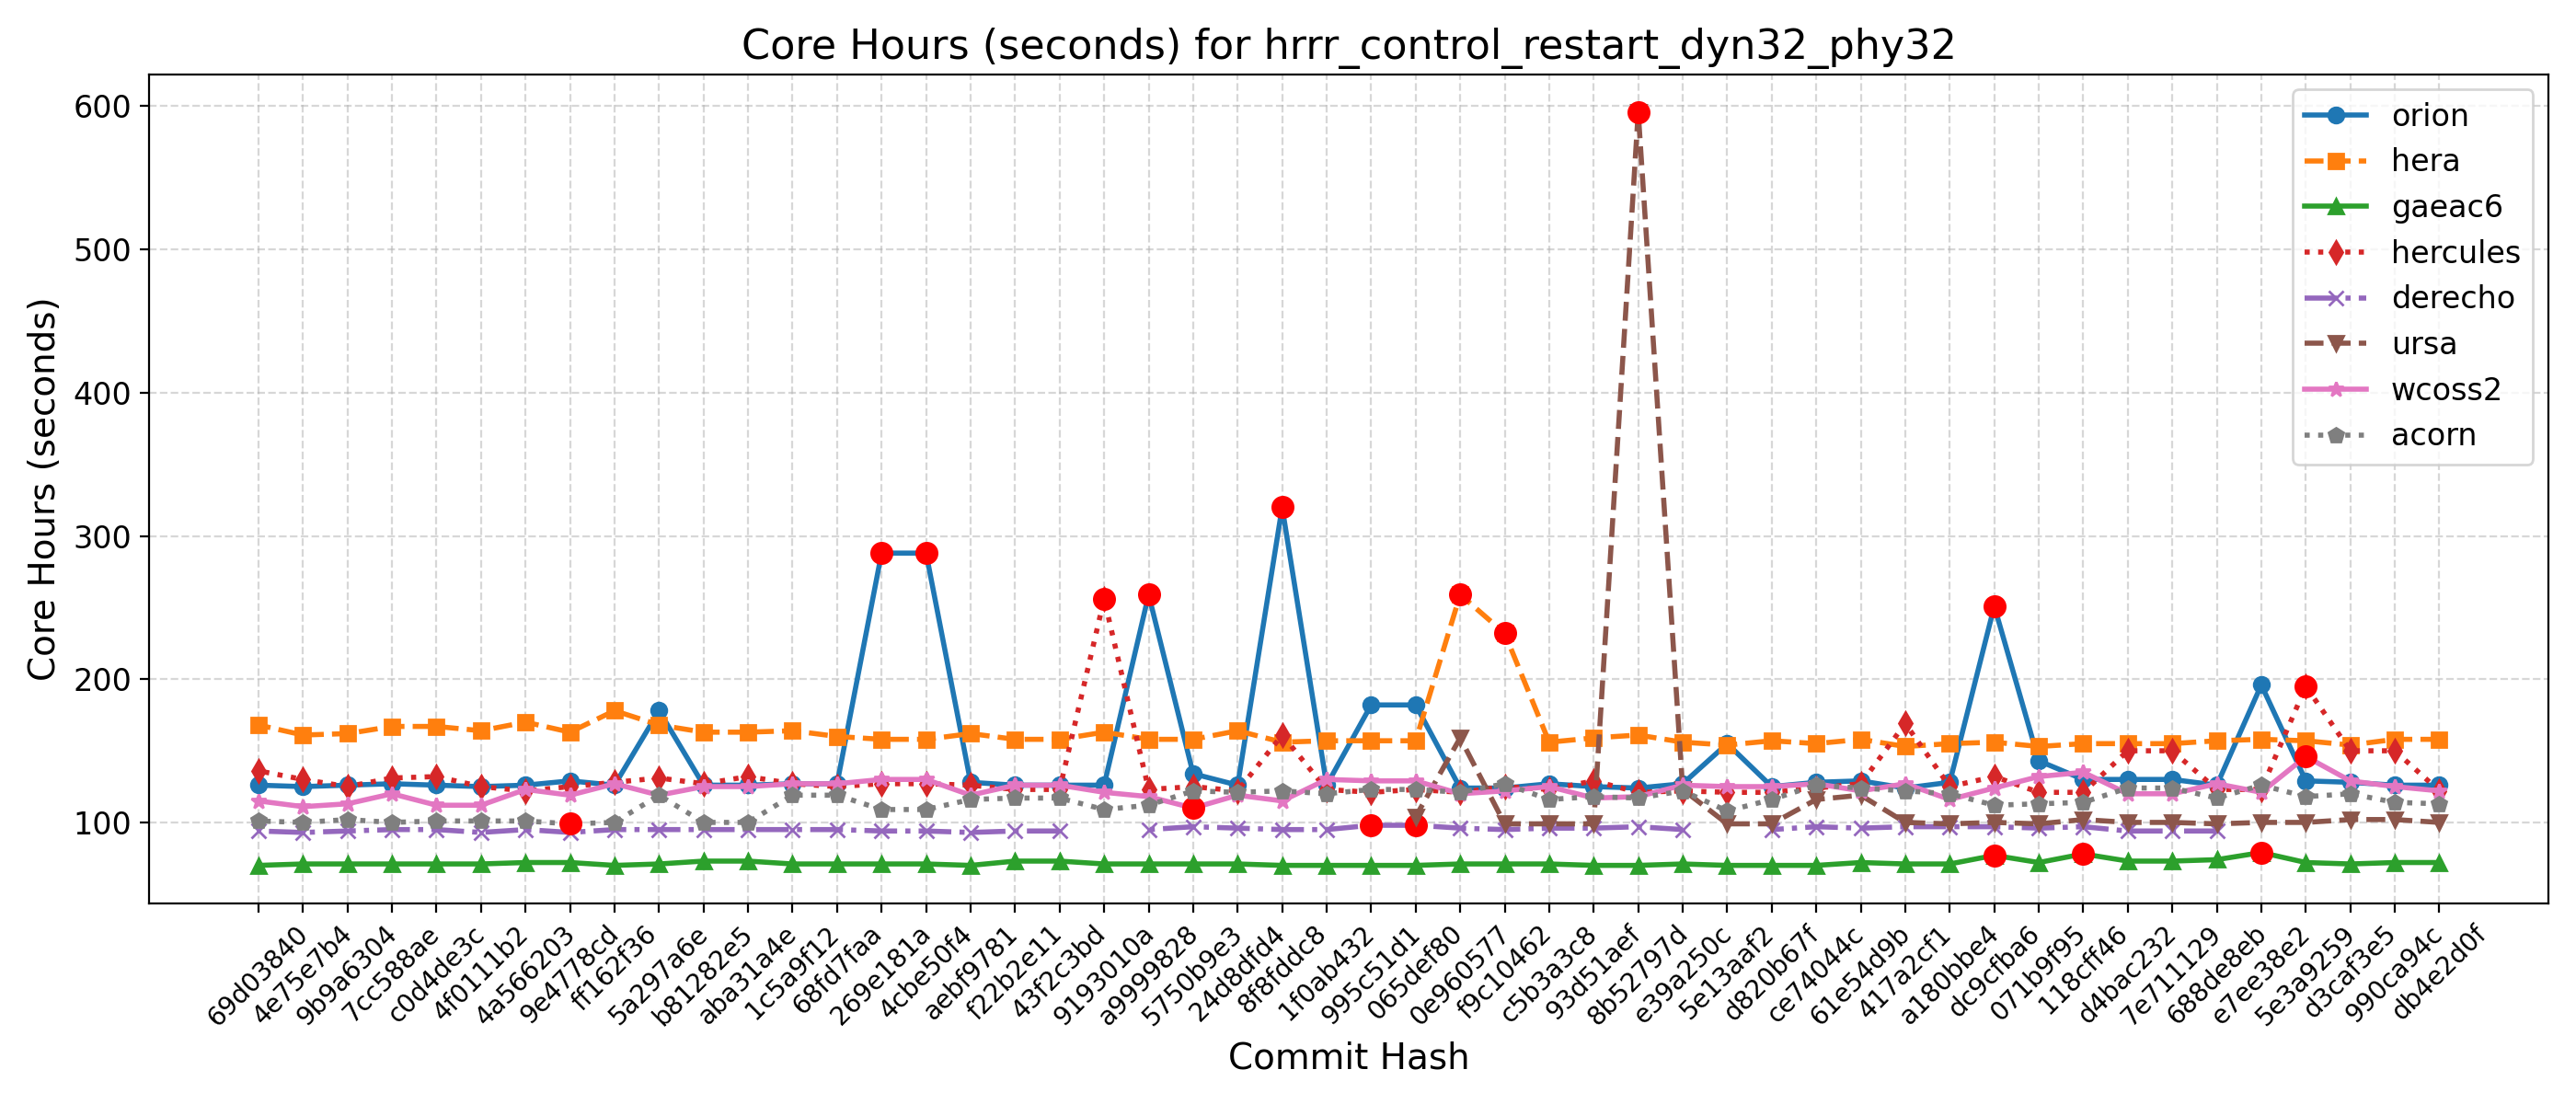 Core Hours (seconds) for hrrr_control_restart_dyn32_phy32
Core Hours (seconds)
600
500
400
300
200
100
orion
hera
gaeac6
hercules
derecho
ursa
wcoss2
acorn
69d03840
4e75e7b4
9b9a6304
7cc588ae
c0d4de3c
4f0111b2
4a566203
9e4778cd
ff162f36
5a297a6e
b81282e5
aba31a4e
1c5a9f12
68fd7faa
269e181a
4cbe50f4
aebf9781
f22b2e11
43f2c3bd
9193010a
a9999828
5750b9e3
24d8dfd4
8f8fddc8
1f0ab432
995c51d1
065def80
0e960577
f9c10462
c5b3a3c8
93d51aef
8b52797d
e39a250c
5e13aaf2
d820b67f
ce74044c
61e54d9b
417a2cf1
a180bbe4
dc9cfba6
071b9f95
118cff46
d4bac232
7e711129
688de8eb
e7ee38e2
5e3a9259
d3caf3e5
990ca94c
db4e2d0f
Commit Hash